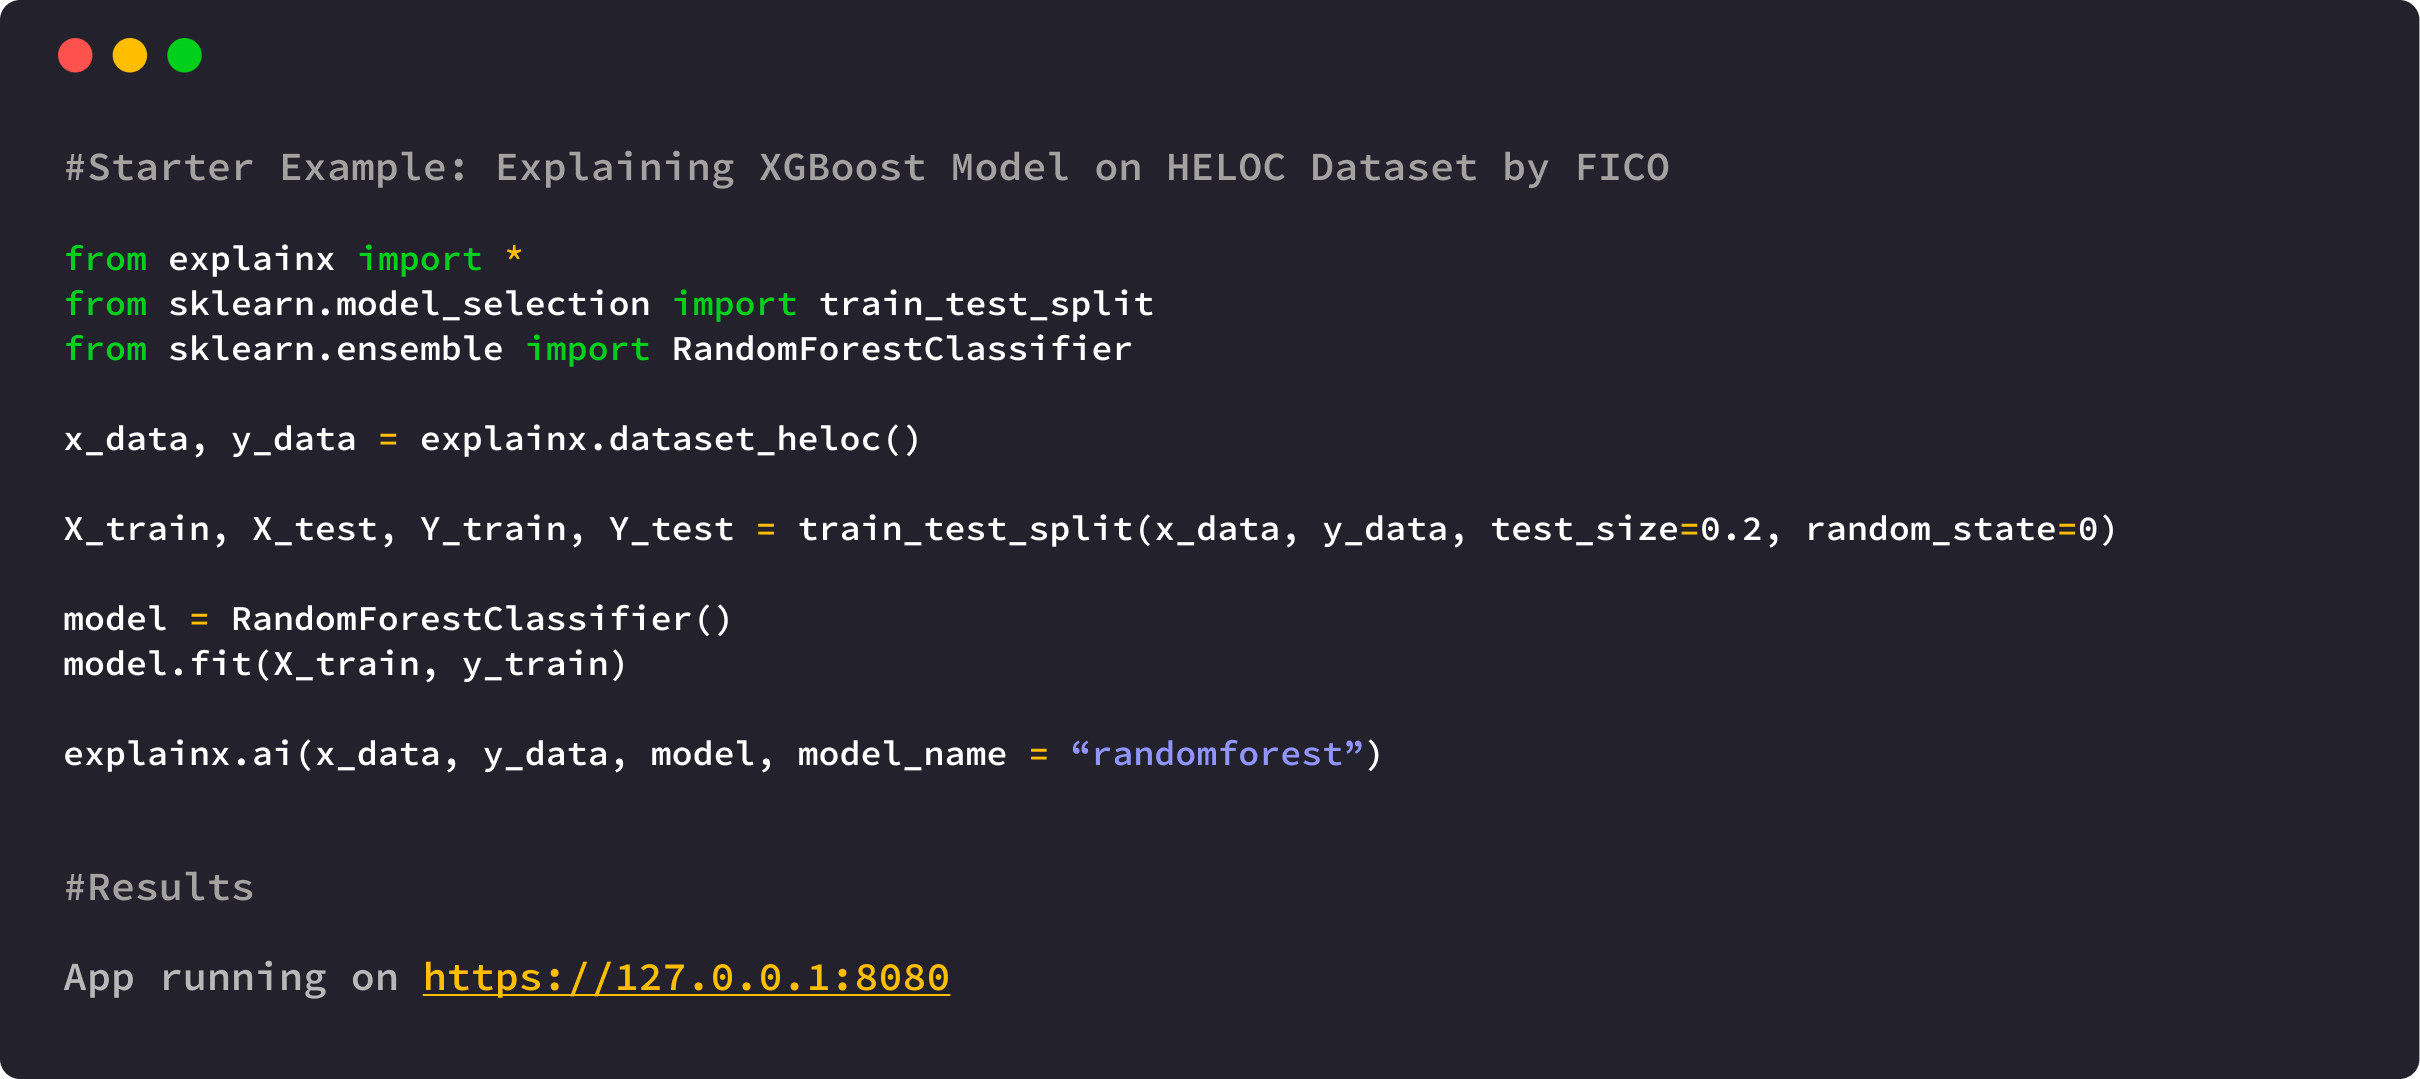 #Starter Example: Explaining XGBoost Model on HELOC Dataset by FICO
from explainx import *
from sklearn.model_selection import train_test_split
from sklearn.ensemble import RandomForestClassifier
x_data, y_data = explainx.dataset_heloc()
X_train, X_test, Y_train, Y_test = train_test_split(x_data, y_data, test_size=0.2, random_state=0)
model = RandomForestClassifier()
model.fit(X_train, y_train)
explainx.ai(x_data, y_data, model, model_name = “randomforest”)
#Results
App running on https://127.0.0.1:8080